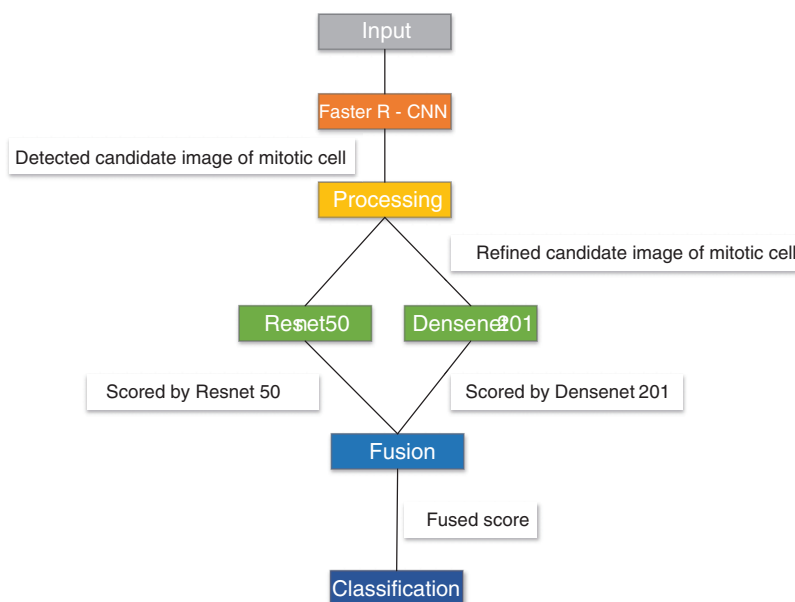 Input
Faster R - CNN
Detected candidate image of mitotic cell
Processing
Refined candidate image of mitotic cell
Resnet50
Densenet201
Scored by Resnet 50
Scored by Densenet 201
Fusion
Fused score
Classification